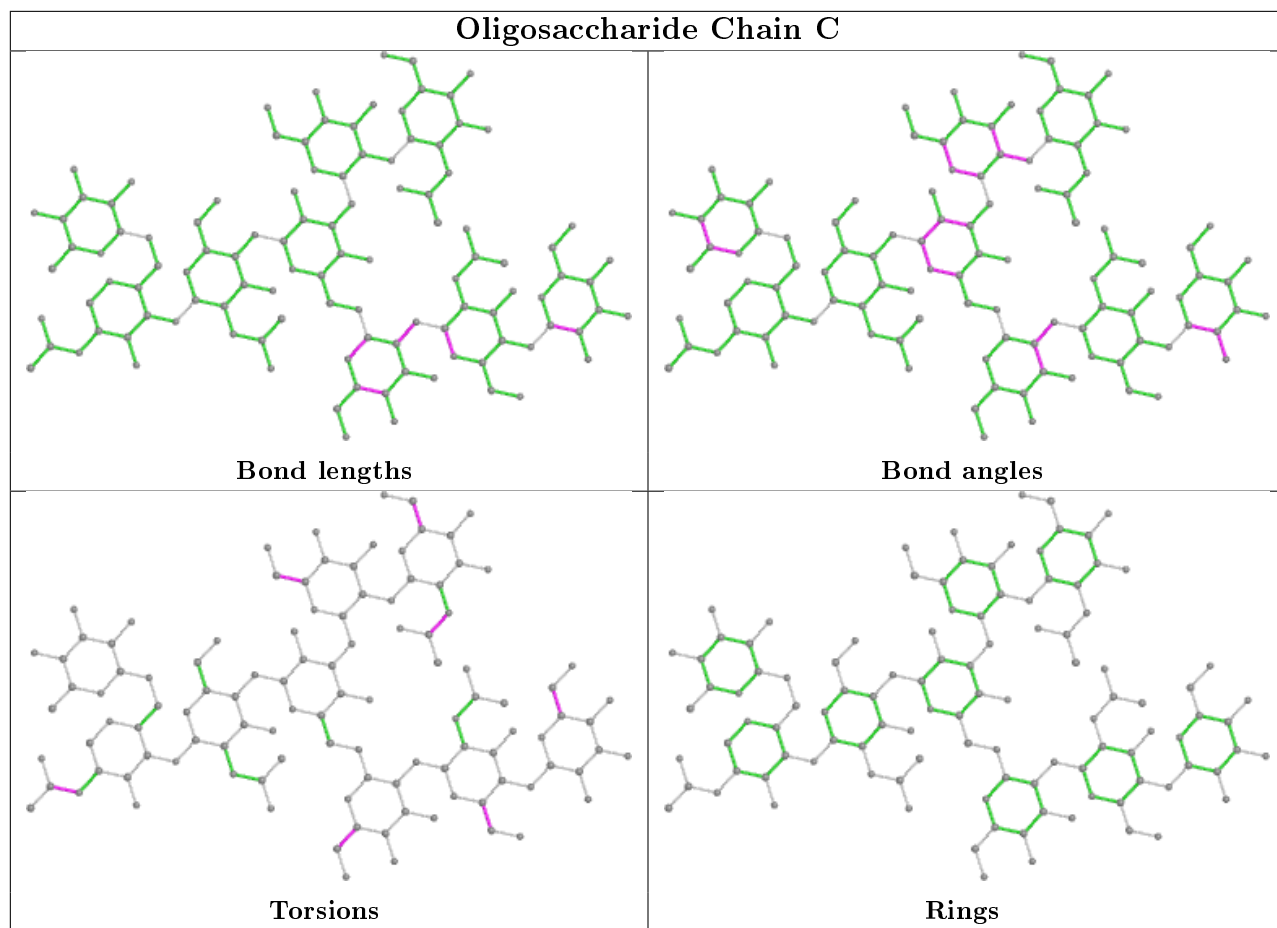 Oligosaccharide Chain C
Bond lengths
Bond angles
Torsions
Rings